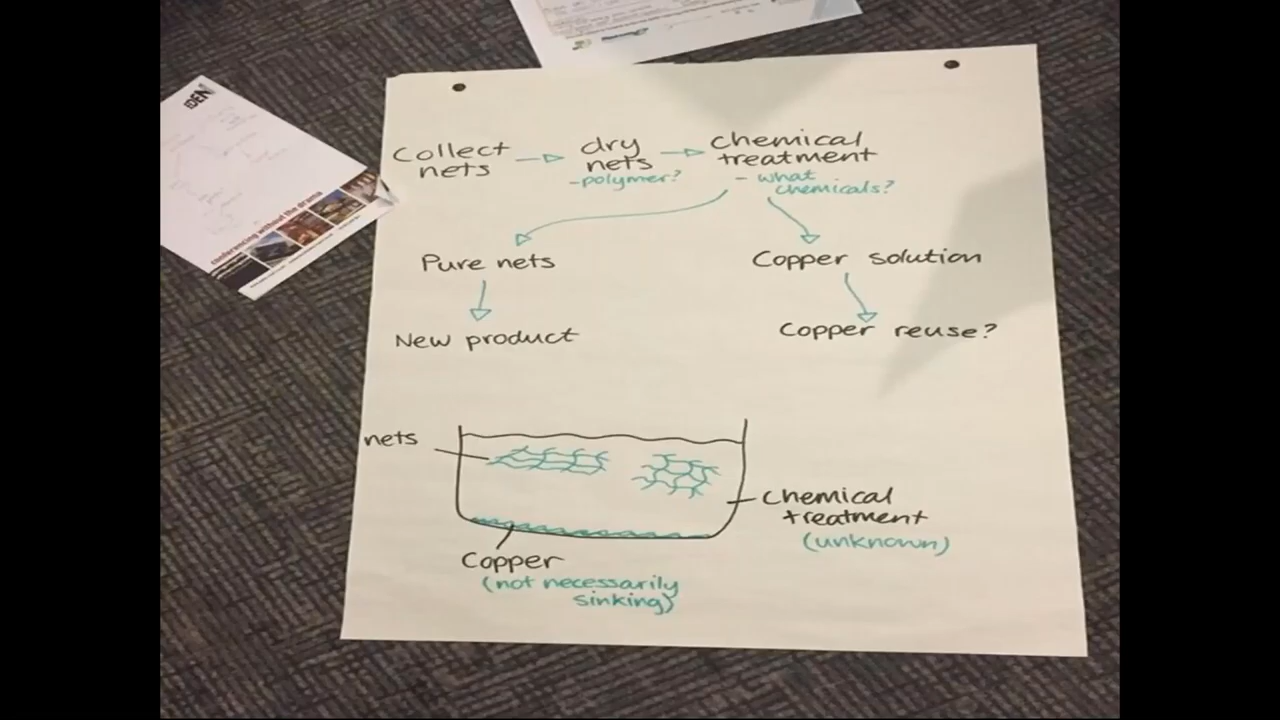 EDEN
conferencing without the drama
Collect
nets
dry
nets
-polymer?
chemical
treatment
- what
chemicals?
Pure nets
Copper solution
New product
Copper reuse?
nets
Chemical
treatment
(unknown)
Copper
(not necessarily
sinking)